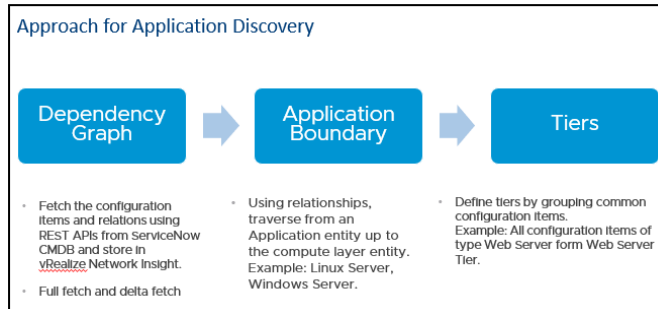 Approach for Application Discovery
Dependency
Graph
Application
Boundary
Tiers
• Fetch the configuration
items and relations using
REST APIs from ServiceNow
CMDB and store in
vRealize Network Insight.
• Full fetch and delta fetch
• Using relationships,
traverse from an
Application entity up to
the compute layer entity.
Example: Linux Server,
Windows Server.
• Define tiers by grouping common
configuration items.
Example: All configuration items of
type Web Server form Web Server
Tier.